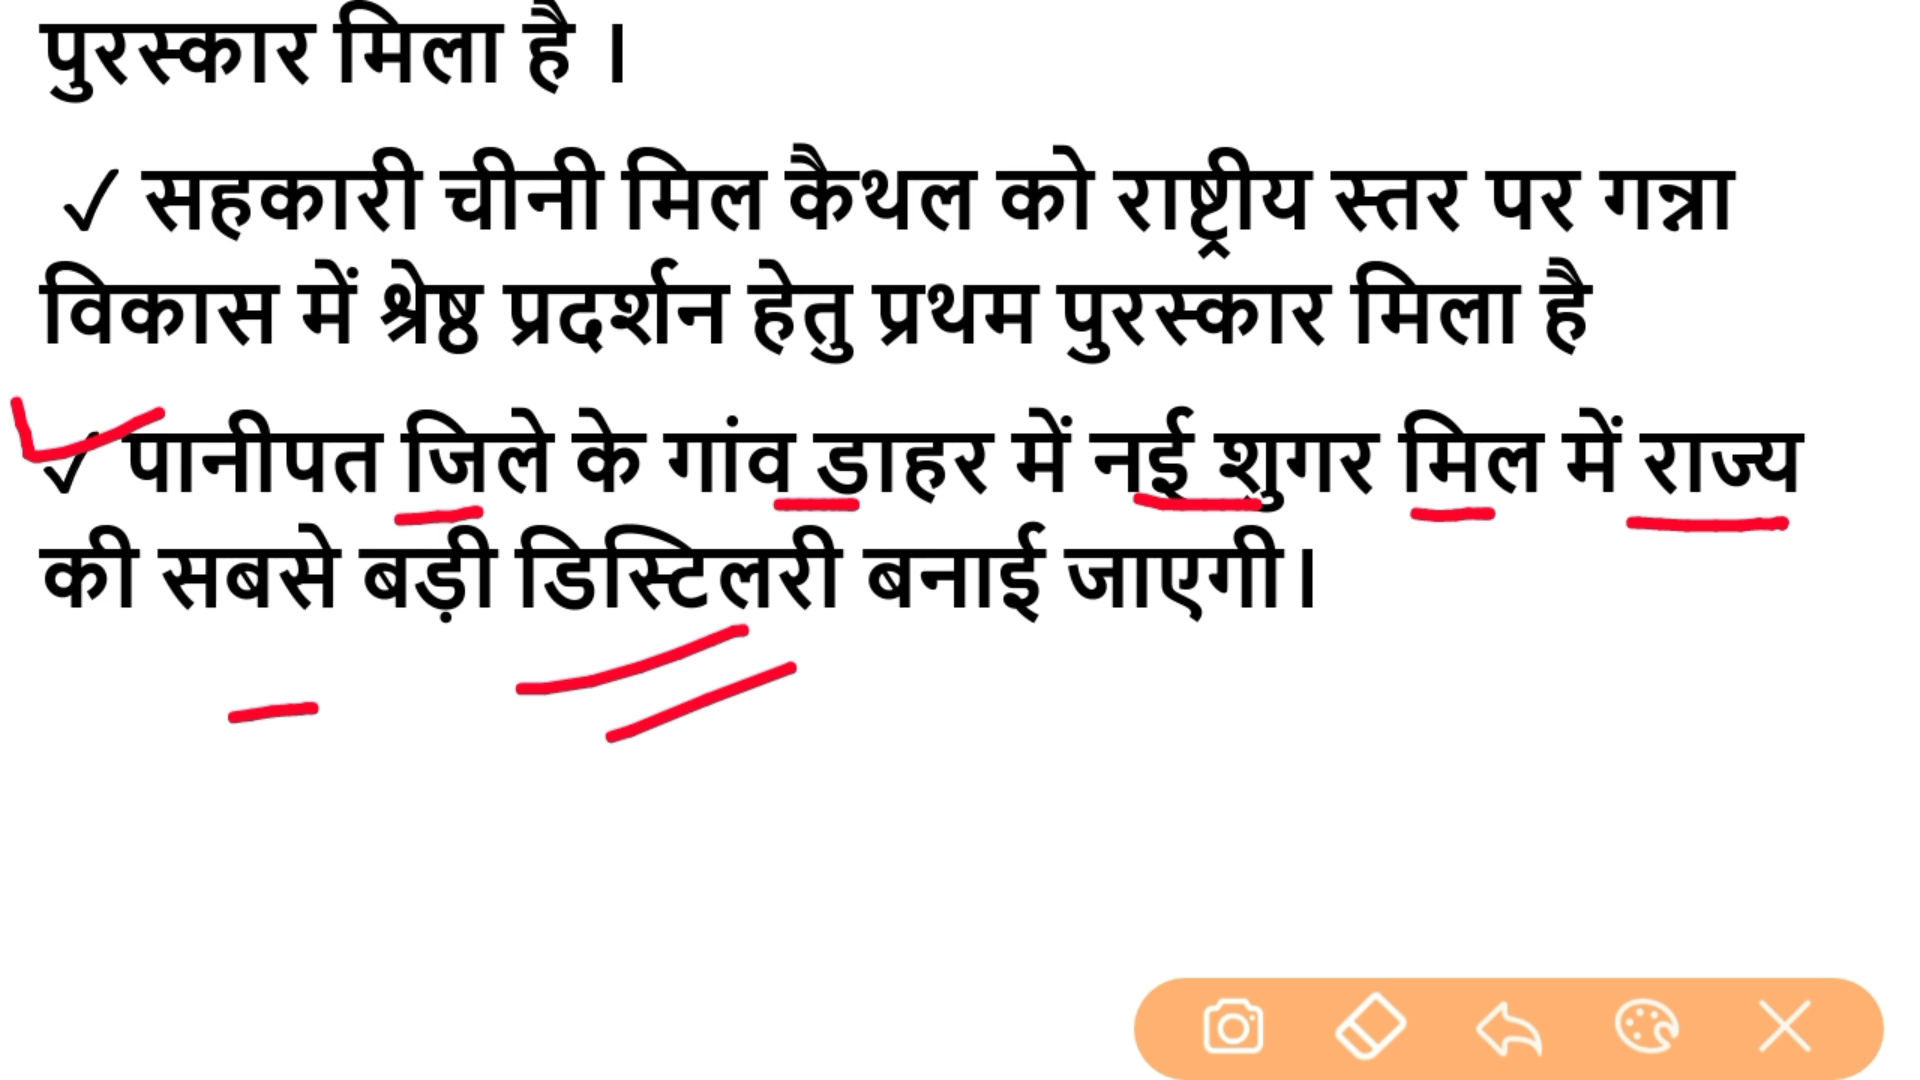 पुरस्कार मिला है ।
✓ सहकारी चीनी मिल कैथल को राष्ट्रीय स्तर पर गन्ना
विकास में श्रेष्ठ प्रदर्शन हेतु प्रथम पुरस्कार मिला है
✓ पानीपत जिले के गांव डाहर में नई शुगर मिल में राज्य
की सबसे बड़ी डिस्टिलरी बनाई जाएगी।